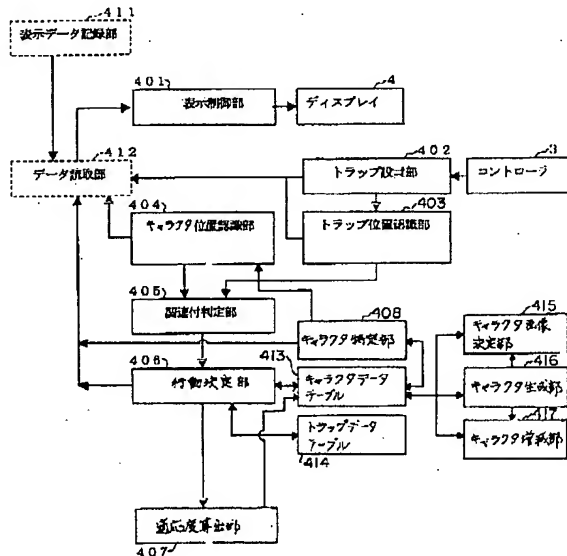 411
表示データ記録部
401
表示制御部
4
ディスプレイ
412
データ読取部
402
トラップ設置部
3
コントローラ
404
キャラクタ位置認識部
403
トラップ位置認識部
405
関連付判定部
408
キャラクタ特定部
415
キャラクタ画像
決定部
406
行動決定部
413
キャラクタデータ
テーブル
416
キャラクタ生成部
417
キャラクタ増減部
トラップデータ
テーブル
414
適応度算出部
407